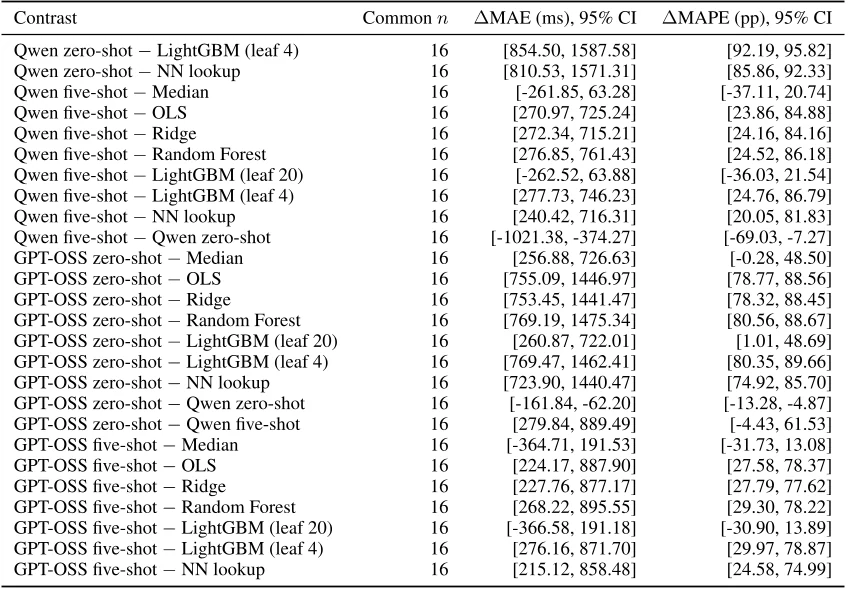 Contrast Common n ΔMAE (ms), 95% CI ΔMAPE (pp), 95% CI
Qwen zero-shot − LightGBM (leaf 4) 16 [854.50, 1587.58] [92.19, 95.82]
Qwen zero-shot − NN lookup 16 [810.53, 1571.31] [85.86, 92.33]
Qwen five-shot − Median 16 [-261.85, 63.28] [-37.11, 20.74]
Qwen five-shot − OLS 16 [270.97, 725.24] [23.86, 84.88]
Qwen five-shot − Ridge 16 [272.34, 715.21] [24.16, 84.16]
Qwen five-shot − Random Forest 16 [276.85, 761.43] [24.52, 86.18]
Qwen five-shot − LightGBM (leaf 20) 16 [-262.52, 63.88] [-36.03, 21.54]
Qwen five-shot − LightGBM (leaf 4) 16 [277.73, 746.23] [24.76, 86.79]
Qwen five-shot − NN lookup 16 [240.42, 716.31] [20.05, 81.83]
Qwen five-shot − Qwen zero-shot 16 [-1021.38, -374.27] [-69.03, -7.27]
GPT-OSS zero-shot − Median 16 [256.88, 726.63] [-0.28, 48.50]
GPT-OSS zero-shot − OLS 16 [755.09, 1446.97] [78.77, 88.56]
GPT-OSS zero-shot − Ridge 16 [753.45, 1441.47] [78.32, 88.45]
GPT-OSS zero-shot − Random Forest 16 [769.19, 1475.34] [80.56, 88.67]
GPT-OSS zero-shot − LightGBM (leaf 20) 16 [260.87, 722.01] [1.01, 48.69]
GPT-OSS zero-shot − LightGBM (leaf 4) 16 [769.47, 1462.41] [80.35, 89.66]
GPT-OSS zero-shot − NN lookup 16 [723.90, 1440.47] [74.92, 85.70]
GPT-OSS zero-shot − Qwen zero-shot 16 [-161.84, -62.20] [-13.28, -4.87]
GPT-OSS zero-shot − Qwen five-shot 16 [279.84, 889.49] [-4.43, 61.53]
GPT-OSS five-shot − Median 16 [-364.71, 191.53] [-31.73, 13.08]
GPT-OSS five-shot − OLS 16 [224.17, 887.90] [27.58, 78.37]
GPT-OSS five-shot − Ridge 16 [227.76, 877.17] [27.79, 77.62]
GPT-OSS five-shot − Random Forest 16 [268.22, 895.55] [29.30, 78.22]
GPT-OSS five-shot − LightGBM (leaf 20) 16 [-366.58, 191.18] [-30.90, 13.89]
GPT-OSS five-shot − LightGBM (leaf 4) 16 [276.16, 871.70] [29.97, 78.87]
GPT-OSS five-shot − NN lookup 16 [215.12, 858.48] [24.58, 74.99]